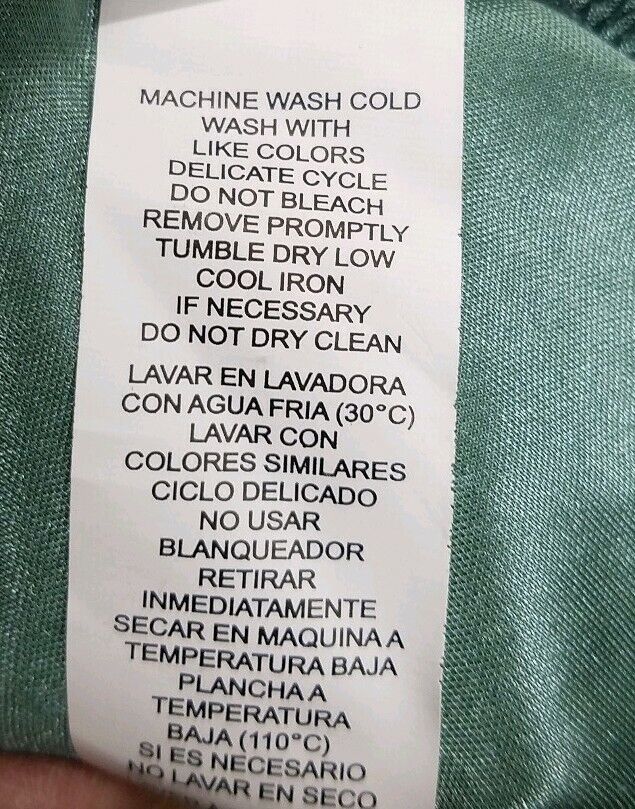 MACHINE WASH COLD
WASH WITH
LIKE COLORS
DELICATE CYCLE
DO NOT BLEACH
REMOVE PROMPTLY
TUMBLE DRY LOW
COOL IRON
IF NECESSARY
DO NOT DRY CLEAN
LAVAR EN LAVADORA
CON AGUA FRIA (30°C)
LAVAR CON
COLORES SIMILARES
CICLO DELICADO
NO USAR
BLANQUEADOR
RETIRAR
INMEDIATAMENTE
SECAR EN MAQUINA A
TEMPERATURA BAJA
PLANCHA A
TEMPERATURA
BAJA (110°C)
SI ES NECESARIO
NO LAVAR EN SECO